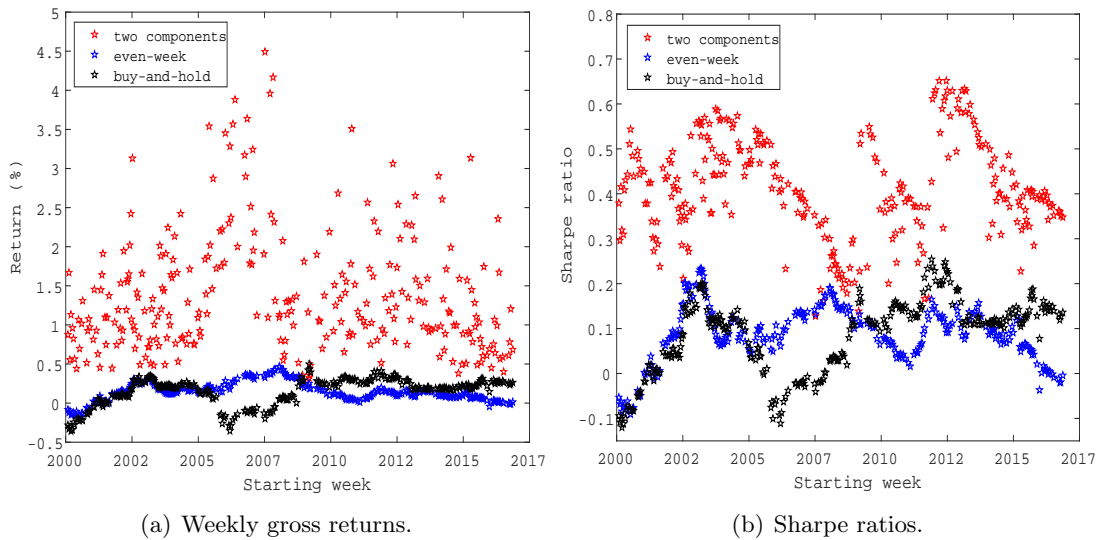 two components
even-week
buy-and-hold
5
4.5
4
3.5
3
2.5
2
1.5
1
0.5
0
-0.5
Return (%)
2000 2002 2005 2007 2010 2012 2015 2017
Starting week
(a) Weekly gross returns.
two components
even-week
buy-and-hold
0.8
0.7
0.6
0.5
0.4
0.3
0.2
0.1
0
-0.1
Sharpe ratio
2000 2002 2005 2007 2010 2012 2015 2017
Starting week
(b) Sharpe ratios.